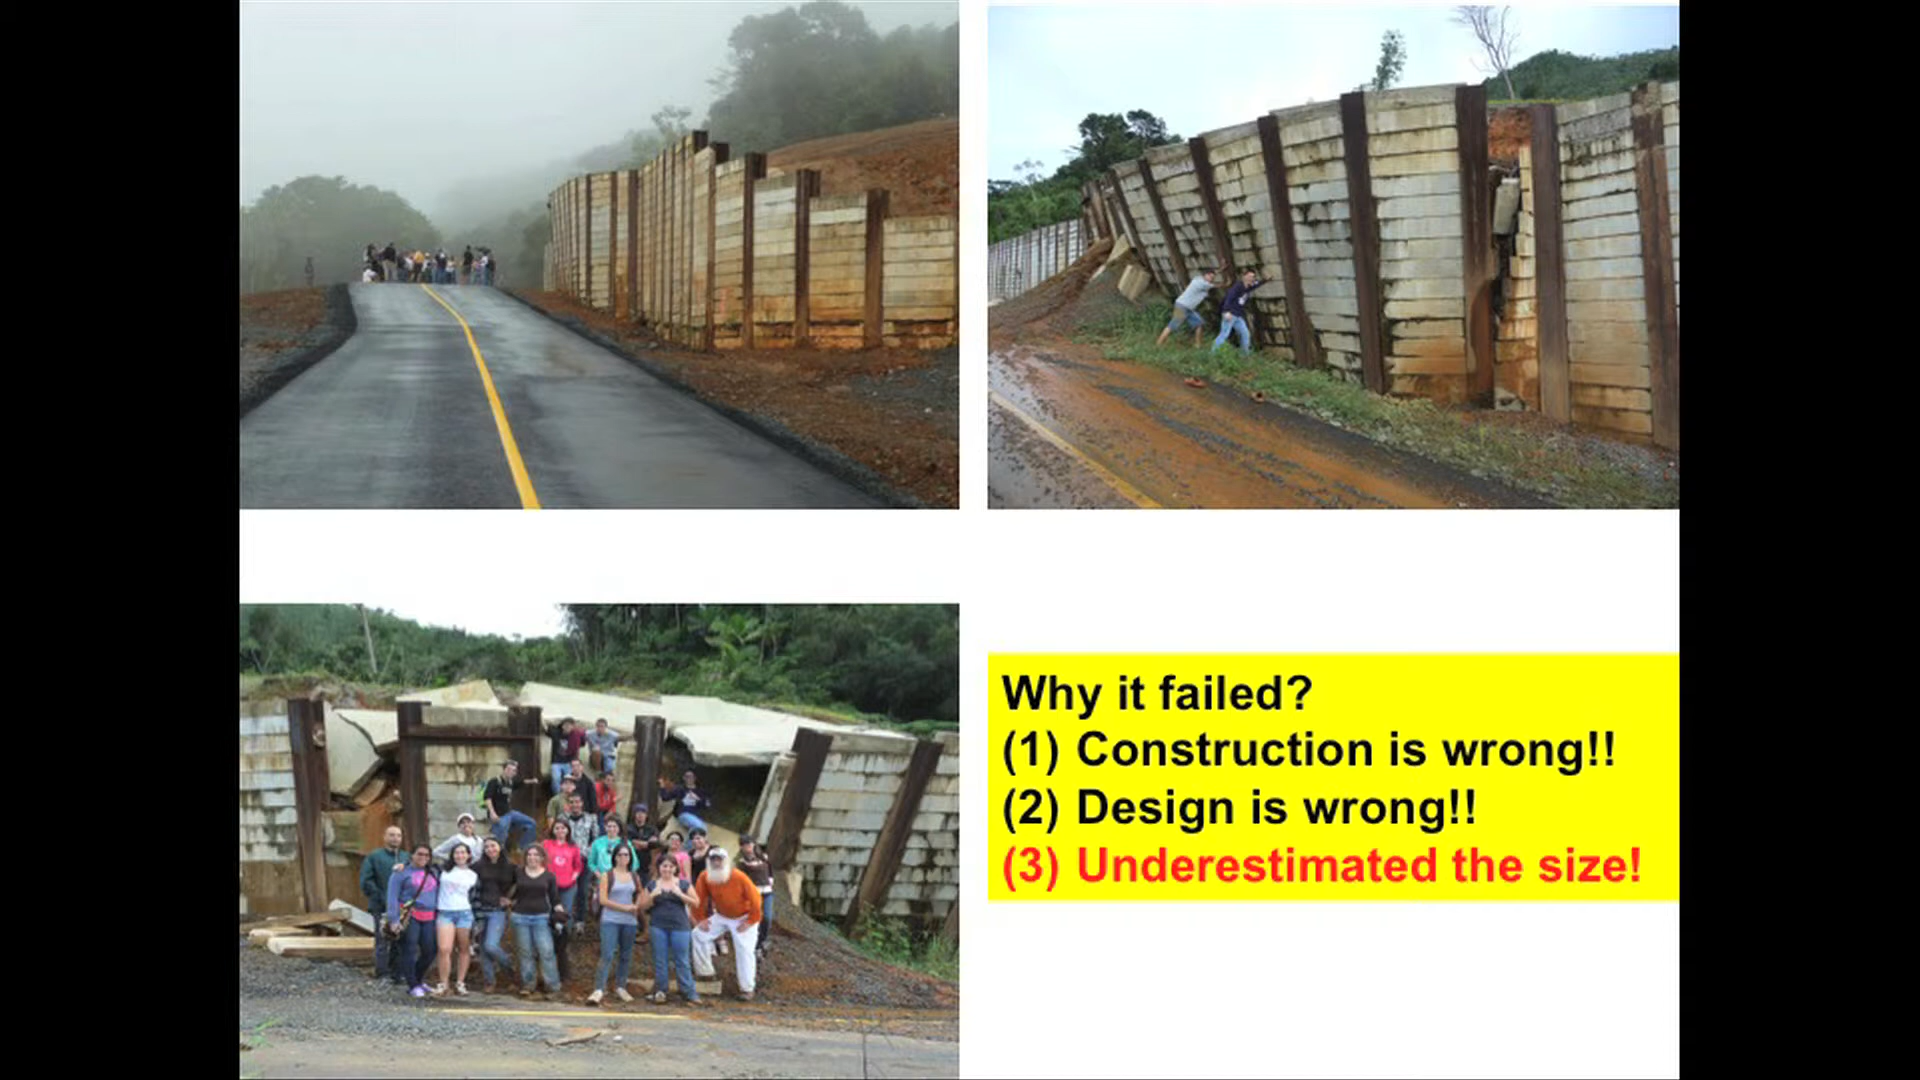 Why it failed?
(1) Construction is wrong!!
(2) Design is wrong!!
(3) Underestimated the size!